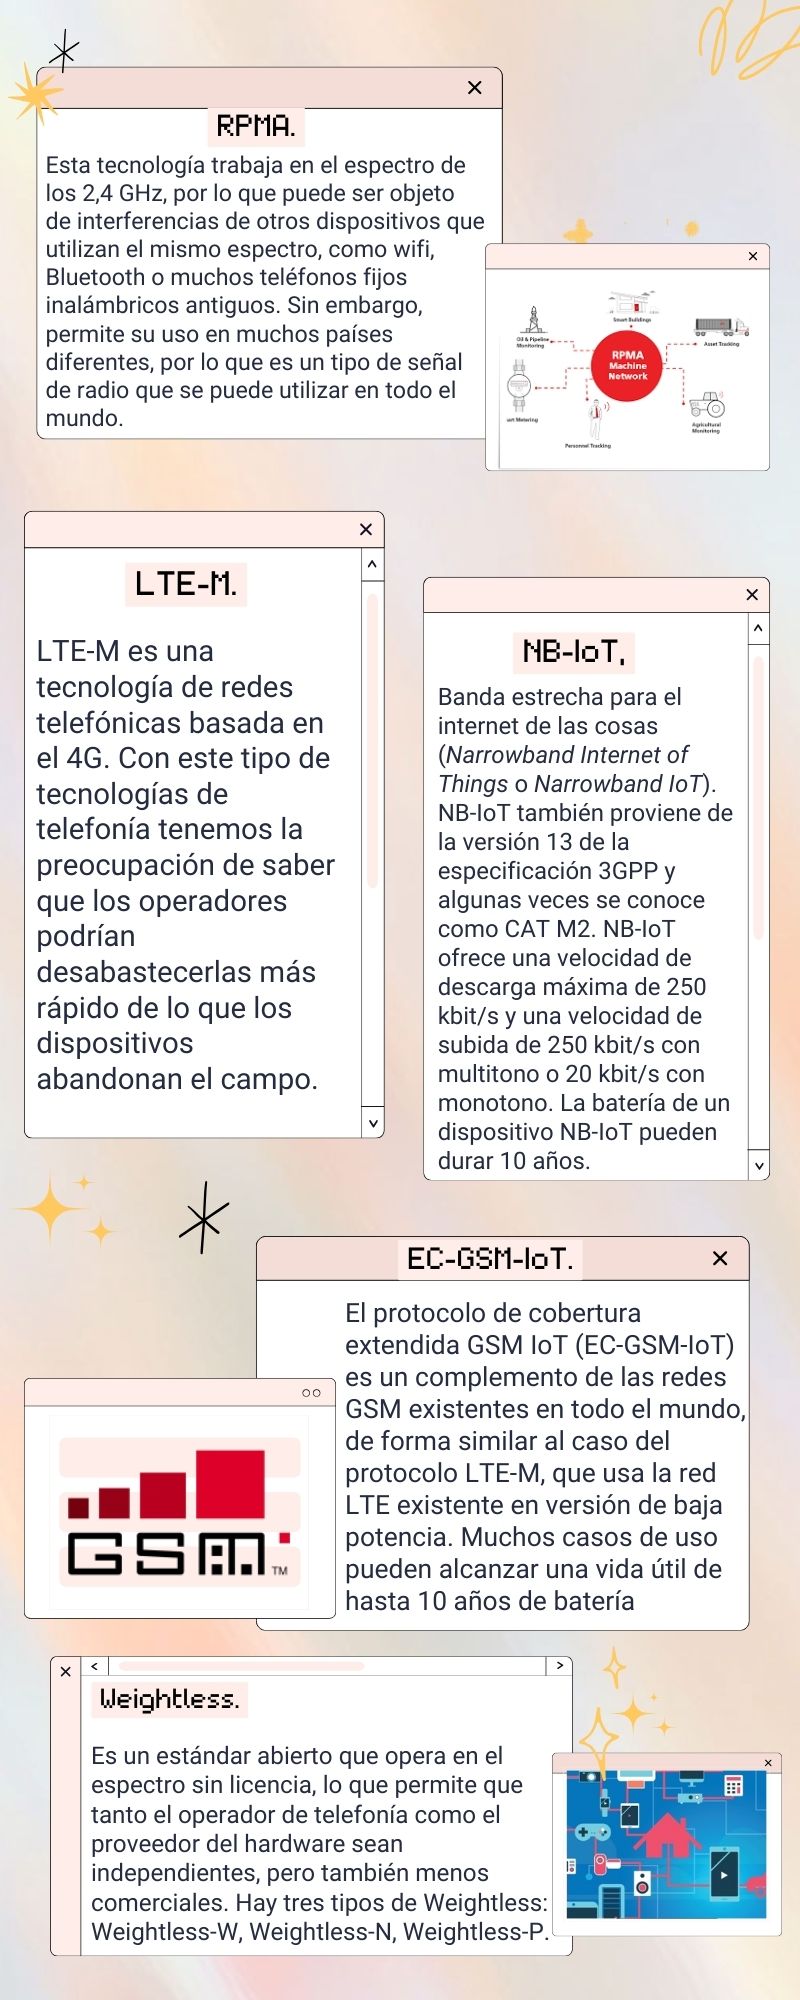 RPMA.
Esta tecnología trabaja en el espectro de
los 2,4 GHz, por lo que puede ser objeto
de interferencias de otros dispositivos que
utilizan el mismo espectro, como wifi,
Bluetooth o muchos teléfonos fijos
inalámbricos antiguos. Sin embargo,
permite su uso en muchos países
diferentes, por lo que es un tipo de señal
de radio que se puede utilizar en todo el
mundo.
Smart Buildings
Oil & Pipeline
Monitoring
Asset Tracking
RPMA
Machine
Network
art Metering
Agricultural
Monitoring
Personnel Tracking
LTE-M.
LTE-M es una
tecnología de redes
telefónicas basada en
el 4G. Con este tipo de
tecnologías de
telefonía tenemos la
preocupación de saber
que los operadores
podrían
desabastecerlas más
rápido de lo que los
dispositivos
abandonan el campo.
NB-IoT,
Banda estrecha para el
internet de las cosas
(Narrowband Internet of
Things o Narrowband IoT).
NB-IoT también proviene de
la versión 13 de la
especificación 3GPP y
algunas veces se conoce
como CAT M2. NB-IoT
ofrece una velocidad de
descarga máxima de 250
kbit/s y una velocidad de
subida de 250 kbit/s con
multitono o 20 kbit/s con
monotono. La batería de un
dispositivo NB-IoT pueden
durar 10 años.
EC-GSM-IoT.
El protocolo de cobertura
extendida GSM IoT (EC-GSM-IoT)
es un complemento de las redes
GSM existentes en todo el mundo,
de forma similar al caso del
protocolo LTE-M, que usa la red
LTE existente en versión de baja
potencia. Muchos casos de uso
pueden alcanzar una vida útil de
hasta 10 años de batería
GSM TM
Weightless.
Es un estándar abierto que opera en el
espectro sin licencia, lo que permite que
tanto el operador de telefonía como el
proveedor del hardware sean
independientes, pero también menos
comerciales. Hay tres tipos de Weightless:
Weightless-W, Weightless-N, Weightless-P.